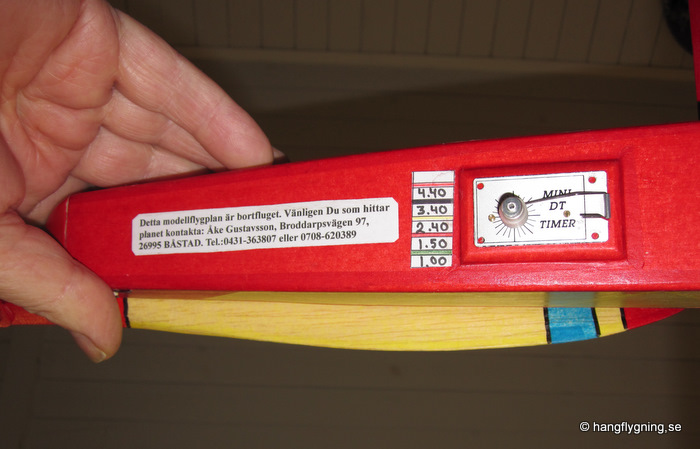 Detta modellflygplan är bortfluget. Vänligen Du som hittar
planet kontakta: Åke Gustavsson, Broddarpsvägen 97,
26995 BÅSTAD. Tel.:0431-363807 eller 0708-620389
4.40
3.40
2.40
1.50
1.00
MINI
DT
TIMER
© hangflygning.se